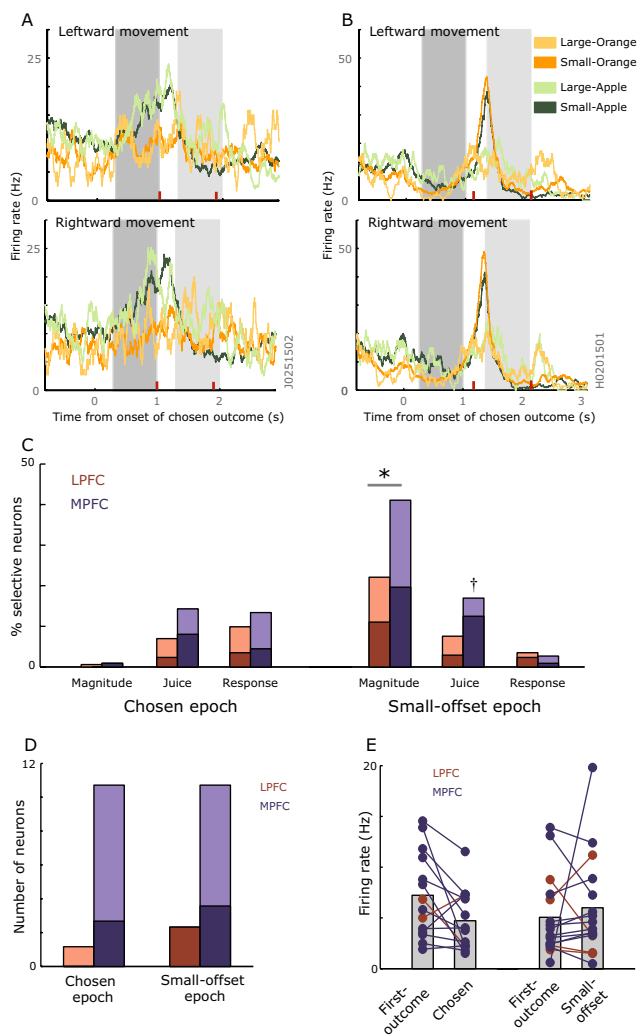 A
Leftward movement
25
0
Firing rate (Hz)
Rightward movement
25
0
0
1
2
Time from onset of chosen outcome (s)
J0251502
B
Leftward movement
50
0
Rightward movement
50
0
0
1
2
3
Time from onset of chosen outcome (s)
H0201501
Large-Orange
Small-Orange
Large-Apple
Small-Apple
C
50
0
% selective neurons
LPFC
MPFC
*
†
Magnitude Juice Response
Chosen epoch
Magnitude Juice Response
Small-offset epoch
D
12
0
Number of neurons
LPFC
MPFC
Chosen
epoch
Small-offset
epoch
E
20
0
Firing rate (Hz)
LPFC
MPFC
First-
outcome
Chosen
First-
outcome
Small-
offset